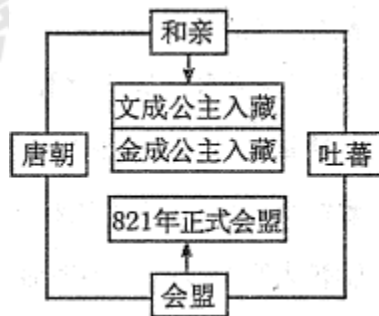 和亲
文成公主入藏
金成公主入藏
唐朝
吐蕃
821年正式会盟
会盟